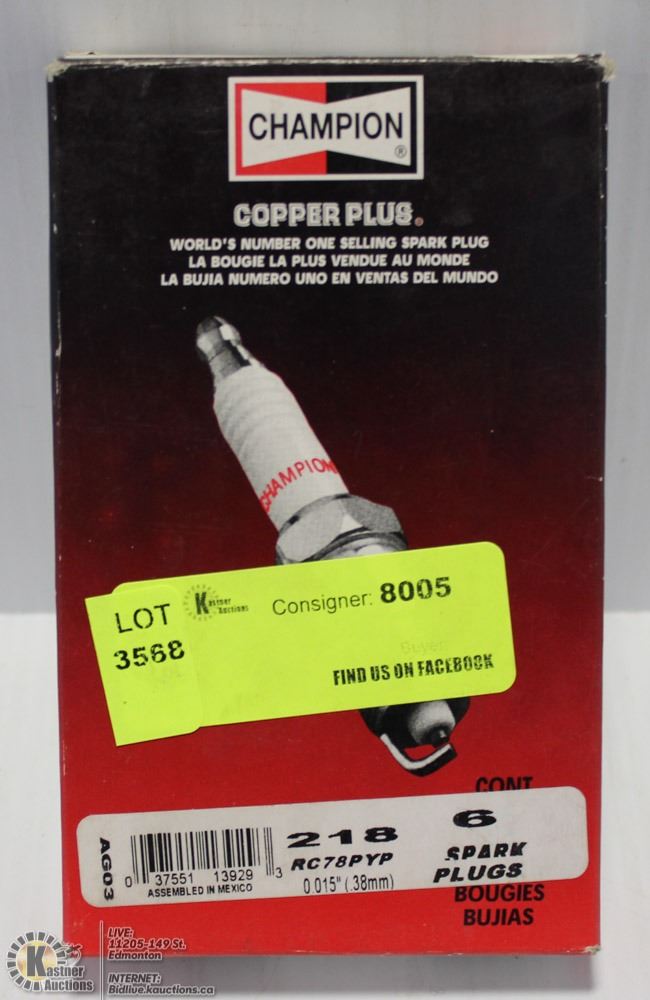 CHAMPION
®
COPPER PLUS®
WORLD'S NUMBER ONE SELLING SPARK PLUG
LA BOUGIE LA PLUS VENDUE AU MONDE
LA BUJIA NUMERO UNO EN VENTAS DEL MUNDO
CHAMPION
LOT
3568
Kastner
Auctions
Consigner: 8005
Buyer:
FIND US ON FACEBOOK
CONT
AG03
0 37551 13929 3
ASSEMBLED IN MEXICO
218
RC78PYP
0.015" (.38mm)
6
SPARK
PLUGS
BOUGIES
BUJIAS
Kastner
Auctions
LIVE:
11205-149 St.
Edmonton
INTERNET:
Bidlive.kauctions.ca